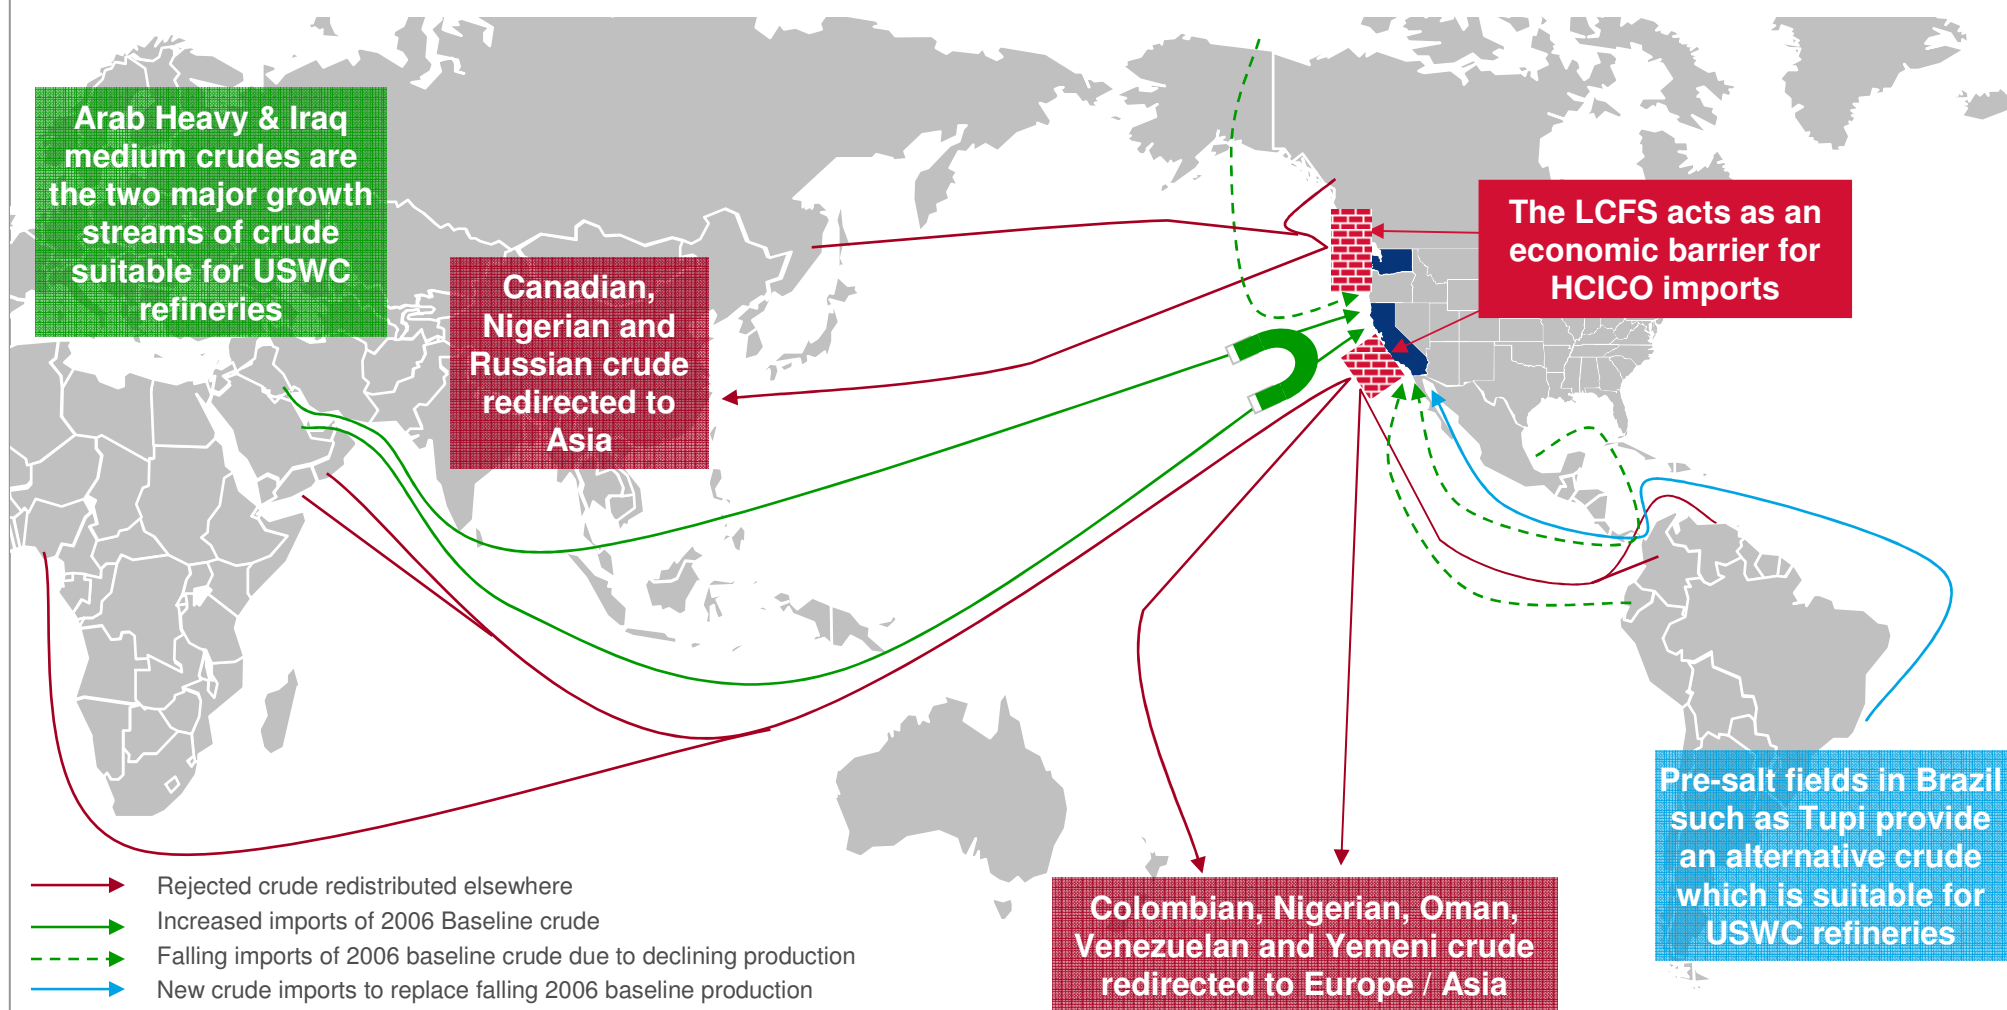 Arab Heavy & Iraq
medium crudes are
the two major growth
streams of crude
suitable for USWC
refineries
Canadian,
Nigerian and
Russian crude
redirected to
Asia
The LCFS acts as an
economic barrier for
HCICO imports
Pre-salt fields in Brazil
such as Tupi provide
an alternative crude
which is suitable for
USWC refineries
Colombian, Nigerian, Oman,
Venezuelan and Yemeni crude
redirected to Europe / Asia
Rejected crude redistributed elsewhere
Increased imports of 2006 Baseline crude
Falling imports of 2006 baseline crude due to declining production
New crude imports to replace falling 2006 baseline production